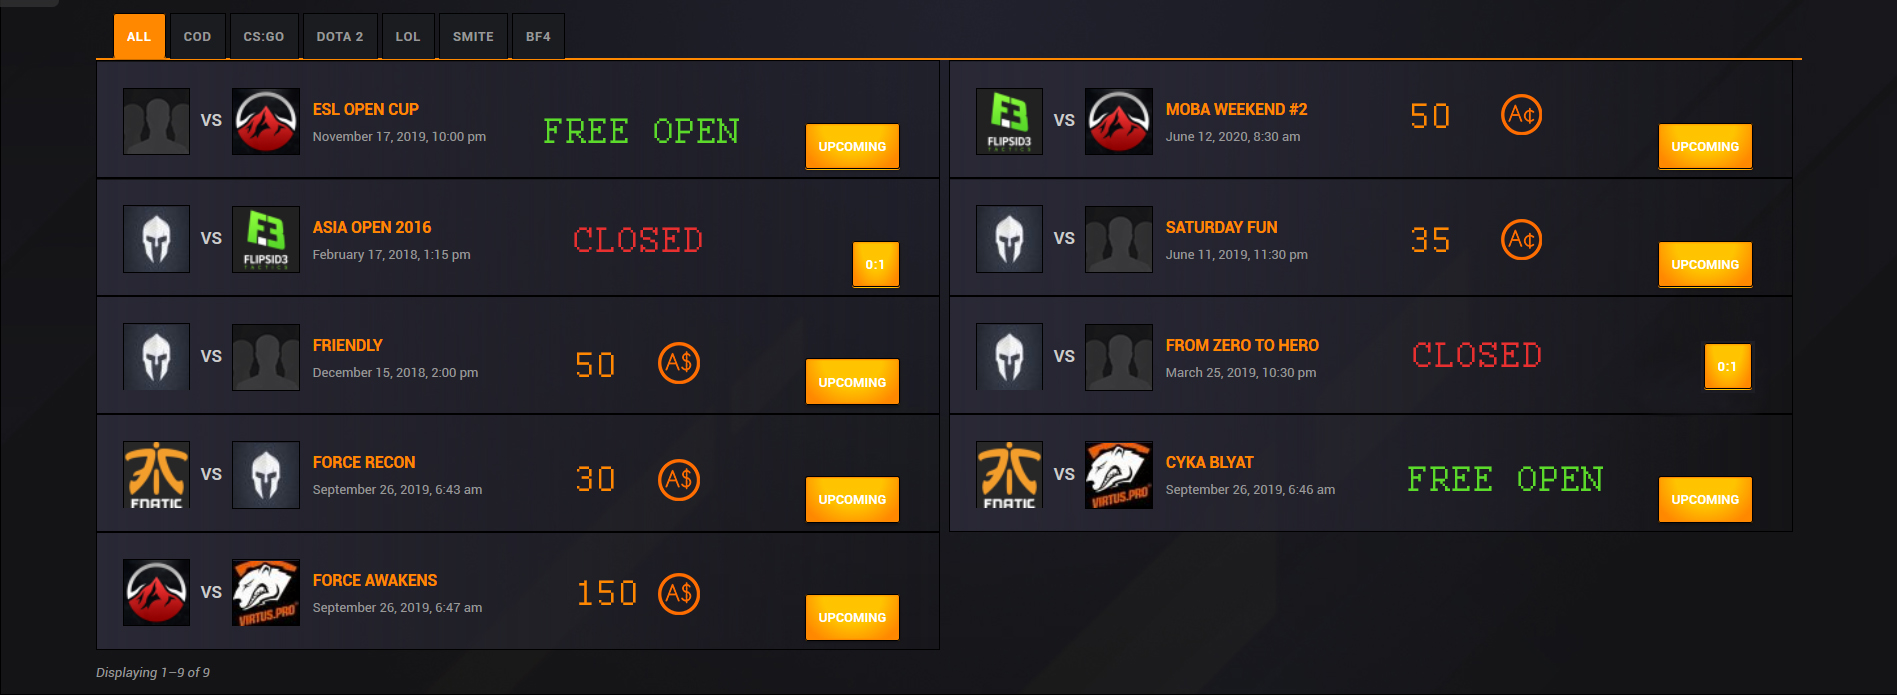 ALL COD CS:GO DOTA 2 LOL SMITE BF4
VS ESL OPEN CUP
November 17, 2019, 10:00 pm
FREE OPEN
UPCOMING
FLIPSID3
TACTICS
VS MOBA WEEKEND #2
June 12, 2020, 8:30 am
50 A¢
UPCOMING
VS
FLIPSID3
TACTICS
ASIA OPEN 2016
February 17, 2018, 1:15 pm
CLOSED
0:1
VS SATURDAY FUN
June 11, 2019, 11:30 pm
35 A¢
UPCOMING
VS FRIENDLY
December 15, 2018, 2:00 pm
50 A$
UPCOMING
VS FROM ZERO TO HERO
March 25, 2019, 10:30 pm
CLOSED
0:1
FNATIC
VS FORCE RECON
September 26, 2019, 6:43 am
30 A$
UPCOMING
FNATIC
VS
VIRTUS.PRO
CYKA BLYAT
September 26, 2019, 6:46 am
FREE OPEN
UPCOMING
VS
VIRTUS.PRO
FORCE AWAKENS
September 26, 2019, 6:47 am
150 A$
UPCOMING
Displaying 1–9 of 9